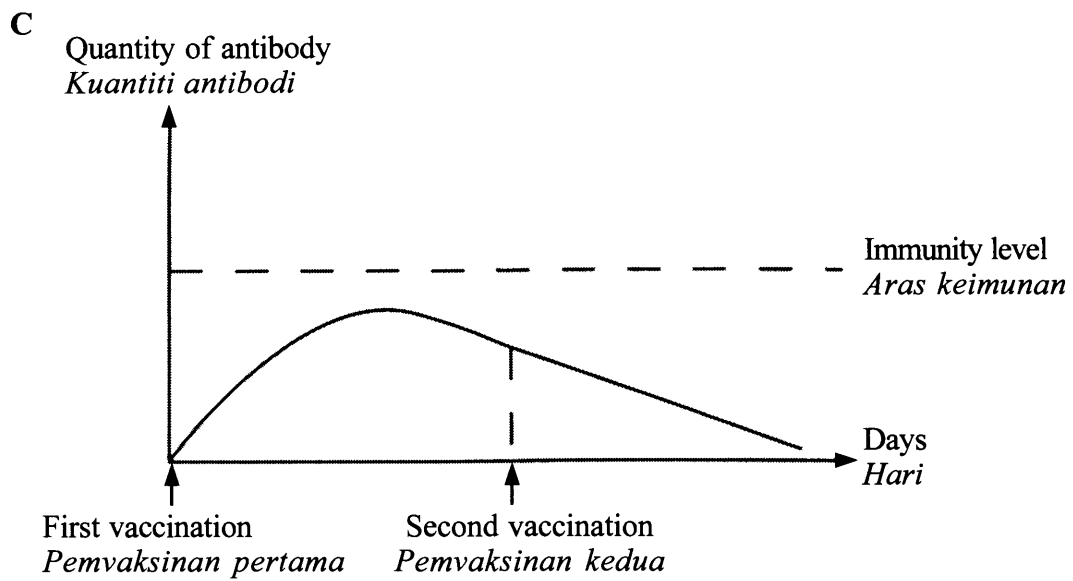 C
Quantity of antibody
Kuantiti antibodi
Immunity level
Aras keimunan
Days
Hari
First vaccination
Pemvaksinan pertama
Second vaccination
Pemvaksinan kedua